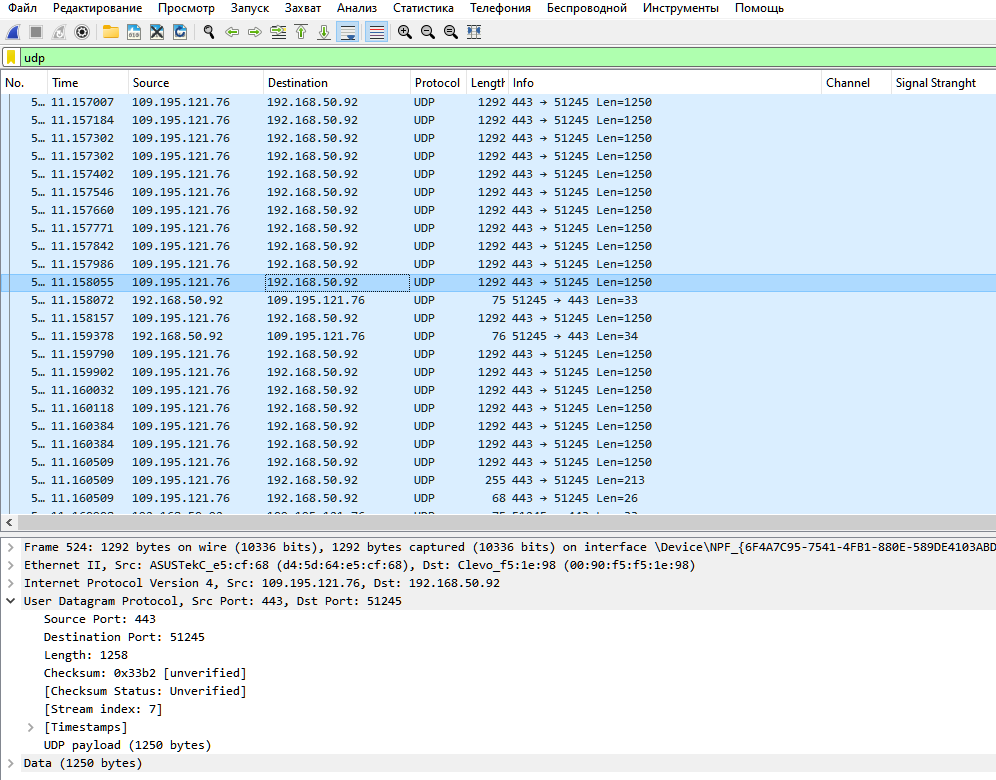 Файл Редактирование Просмотр Запуск Захват Анализ Статистика Телефония Беспроводной Инструменты Помощь
udp
No. Time Source Destination Protocol Length Info Channel Signal Stranght
5… 11.157007 109.195.121.76 192.168.50.92 UDP 1292 443 → 51245 Len=1250
5… 11.157184 109.195.121.76 192.168.50.92 UDP 1292 443 → 51245 Len=1250
5… 11.157302 109.195.121.76 192.168.50.92 UDP 1292 443 → 51245 Len=1250
5… 11.157302 109.195.121.76 192.168.50.92 UDP 1292 443 → 51245 Len=1250
5… 11.157402 109.195.121.76 192.168.50.92 UDP 1292 443 → 51245 Len=1250
5… 11.157546 109.195.121.76 192.168.50.92 UDP 1292 443 → 51245 Len=1250
5… 11.157660 109.195.121.76 192.168.50.92 UDP 1292 443 → 51245 Len=1250
5… 11.157771 109.195.121.76 192.168.50.92 UDP 1292 443 → 51245 Len=1250
5… 11.157842 109.195.121.76 192.168.50.92 UDP 1292 443 → 51245 Len=1250
5… 11.157986 109.195.121.76 192.168.50.92 UDP 1292 443 → 51245 Len=1250
5… 11.158055 109.195.121.76 192.168.50.92 UDP 1292 443 → 51245 Len=1250
5… 11.158072 192.168.50.92 109.195.121.76 UDP 75 51245 → 443 Len=33
5… 11.158157 109.195.121.76 192.168.50.92 UDP 1292 443 → 51245 Len=1250
5… 11.159378 192.168.50.92 109.195.121.76 UDP 76 51245 → 443 Len=34
5… 11.159790 109.195.121.76 192.168.50.92 UDP 1292 443 → 51245 Len=1250
5… 11.159902 109.195.121.76 192.168.50.92 UDP 1292 443 → 51245 Len=1250
5… 11.160032 109.195.121.76 192.168.50.92 UDP 1292 443 → 51245 Len=1250
5… 11.160118 109.195.121.76 192.168.50.92 UDP 1292 443 → 51245 Len=1250
5… 11.160384 109.195.121.76 192.168.50.92 UDP 1292 443 → 51245 Len=1250
5… 11.160384 109.195.121.76 192.168.50.92 UDP 1292 443 → 51245 Len=1250
5… 11.160509 109.195.121.76 192.168.50.92 UDP 1292 443 → 51245 Len=1250
5… 11.160509 109.195.121.76 192.168.50.92 UDP 255 443 → 51245 Len=213
5… 11.160509 109.195.121.76 192.168.50.92 UDP 68 443 → 51245 Len=26
Frame 524: 1292 bytes on wire (10336 bits), 1292 bytes captured (10336 bits) on interface \Device\NPF_{6F4A7C95-7541-4FB1-880E-589DE4103ABD
Ethernet II, Src: ASUSTekC_e5:cf:68 (d4:5d:64:e5:cf:68), Dst: Clevo_f5:1e:98 (00:90:f5:f5:1e:98)
Internet Protocol Version 4, Src: 109.195.121.76, Dst: 192.168.50.92
User Datagram Protocol, Src Port: 443, Dst Port: 51245
Source Port: 443
Destination Port: 51245
Length: 1258
Checksum: 0x33b2 [unverified]
[Checksum Status: Unverified]
[Stream index: 7]
[Timestamps]
UDP payload (1250 bytes)
Data (1250 bytes)